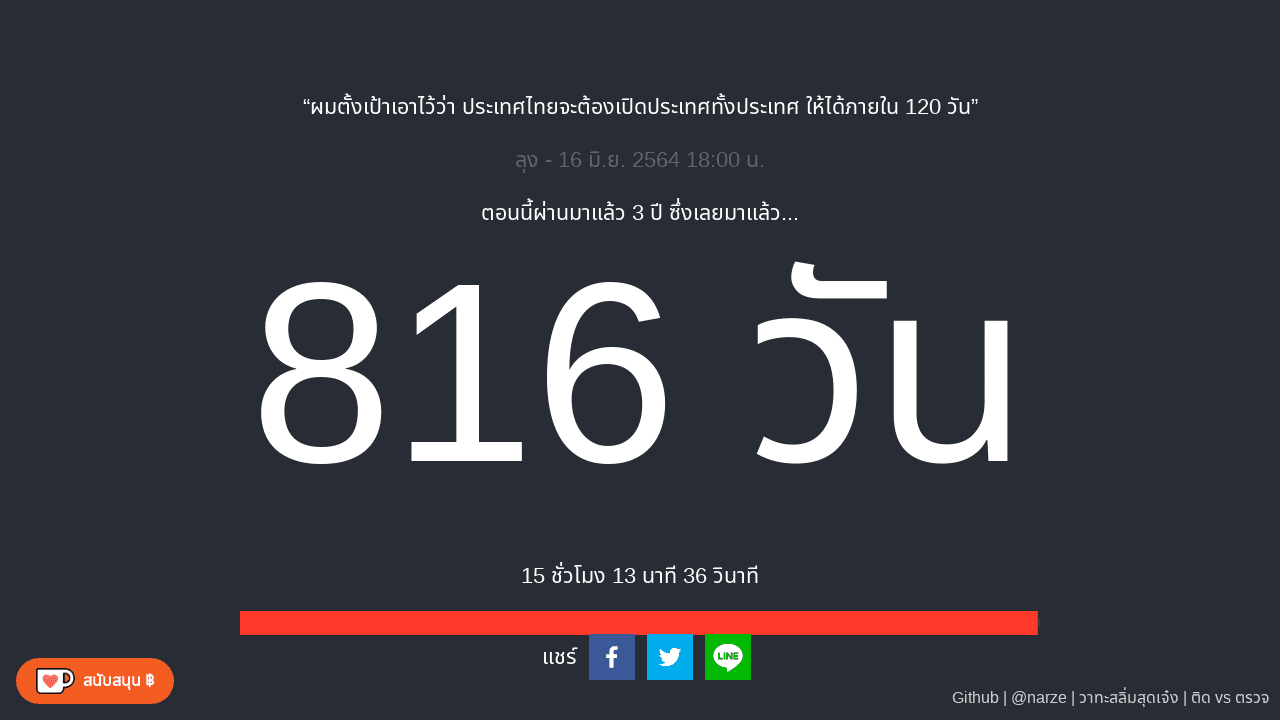 “ผมตั้งเป้าเอาไว้ว่า ประเทศไทยจะต้องเปิดประเทศทั้งประเทศ ให้ได้ภายใน 120 วัน”
ลุง - 16 มิ.ย. 2564 18:00 น.
ตอนนี้ผ่านมาแล้ว 3 ปี ซึ่งเลยมาแล้ว...
816 วัน
15 ชั่วโมง 13 นาที 36 วินาที
แชร์
LINE
สนับสนุน ฿
Github | @narze | วาทะสลิ่มสุดเจ๋ง | ติด vs ตรวจ